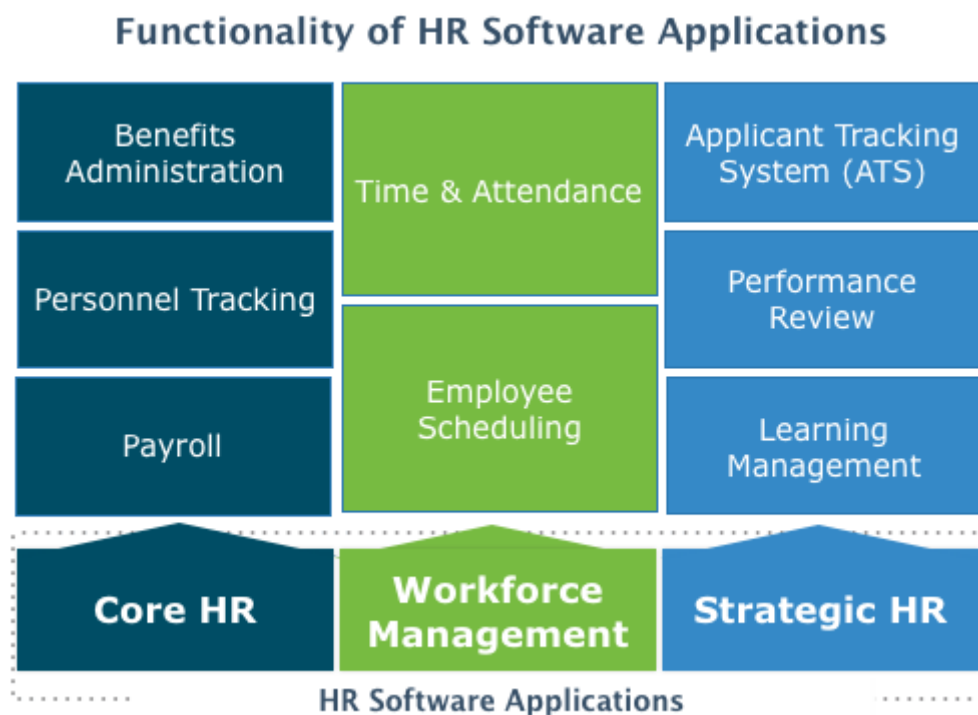 Functionality of HR Software Applications
Benefits
Administration
Personnel Tracking
Payroll
Core HR
Time & Attendance
Employee
Scheduling
Workforce
Management
Applicant Tracking
System (ATS)
Performance
Review
Learning
Management
Strategic HR
HR Software Applications